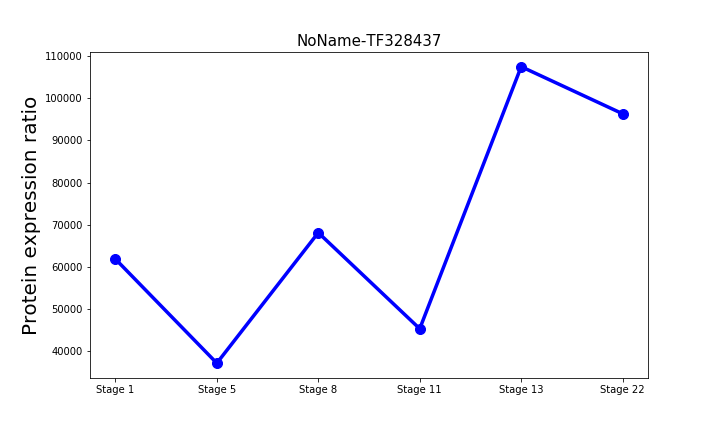 NoName-TF328437
Protein expression ratio
110000
100000
90000
80000
70000
60000
50000
40000
Stage 1 Stage 5 Stage 8 Stage 11 Stage 13 Stage 22